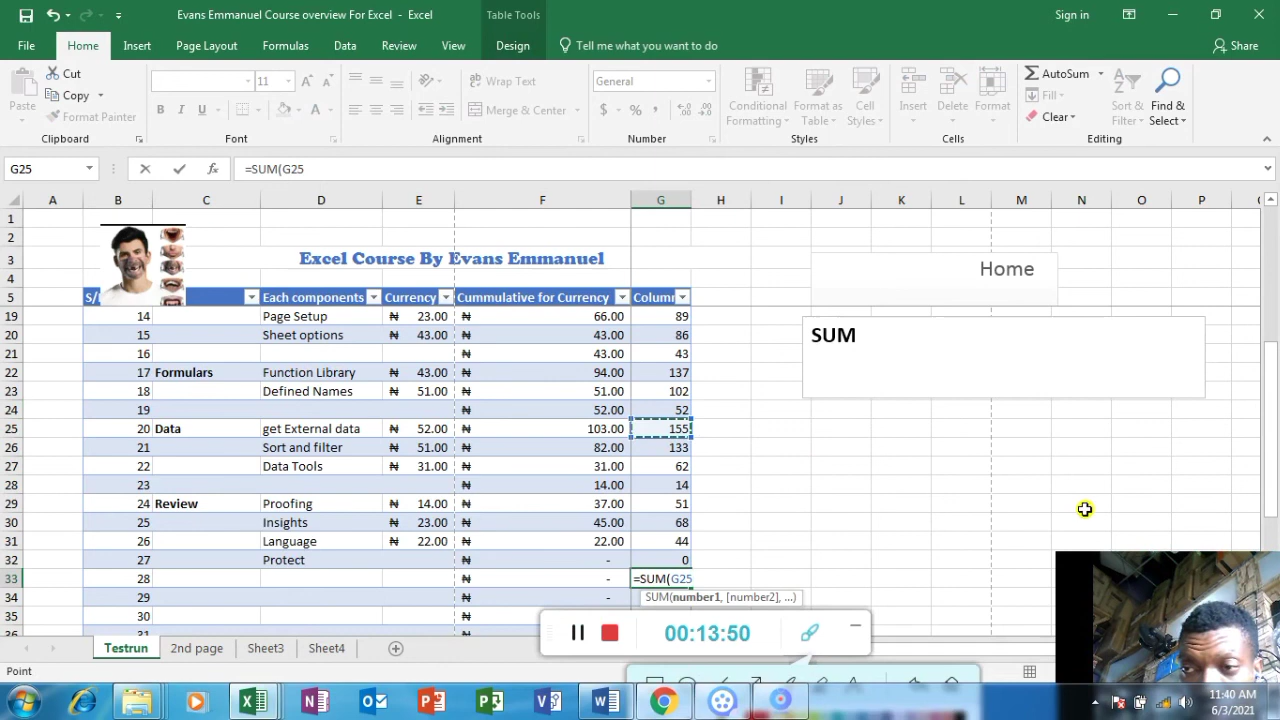 Evans Emmanuel Course overview For Excel - Excel
Table Tools
Sign in
File Home Insert Page Layout Formulas Data Review View Design Tell me what you want to do Share
Paste
Cut
Copy
Format Painter
Clipboard
11
B I U
Font
Wrap Text
Merge & Center
Alignment
General
$ % ,
Number
Conditional Formatting
Format as Table
Cell Styles
Styles
Insert Delete Format
Cells
AutoSum
Fill
Clear
Sort & Filter
Find & Select
Editing
G25 fx =SUM(G25
A B C D E F G H I J K L M N O P
1
2
3 Excel Course By Evans Emmanuel
4
5 Each components Currency Cummulative for Currency Colum
19 14 Page Setup ₦ 23.00 ₦ 66.00 89
20 15 Sheet options ₦ 43.00 ₦ 43.00 86
21 16 ₦ 43.00 43
22 17 Formulars Function Library ₦ 43.00 ₦ 94.00 137
23 18 Defined Names ₦ 51.00 ₦ 51.00 102
24 19 ₦ 52.00 52
25 20 Data get External data ₦ 52.00 ₦ 103.00 155
26 21 Sort and filter ₦ 51.00 ₦ 82.00 133
27 22 Data Tools ₦ 31.00 ₦ 31.00 62
28 23 ₦ 14.00 14
29 24 Review Proofing ₦ 14.00 ₦ 37.00 51
30 25 Insights ₦ 23.00 ₦ 45.00 68
31 26 Language ₦ 22.00 ₦ 22.00 44
32 27 Protect ₦ - 0
33 28 ₦ - =SUM(G25
34 29 ₦ -
35 30 ₦
36 31
Home
SUM
SUM(number1, [number2], ...)
00:13:50
Testrun 2nd page Sheet3 Sheet4
Point
11:40 AM
6/3/2021